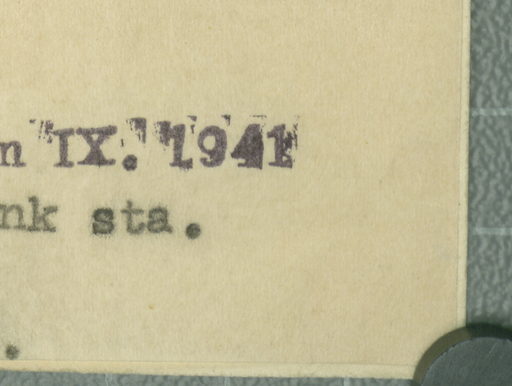 n IX. 1941
nk sta.
.